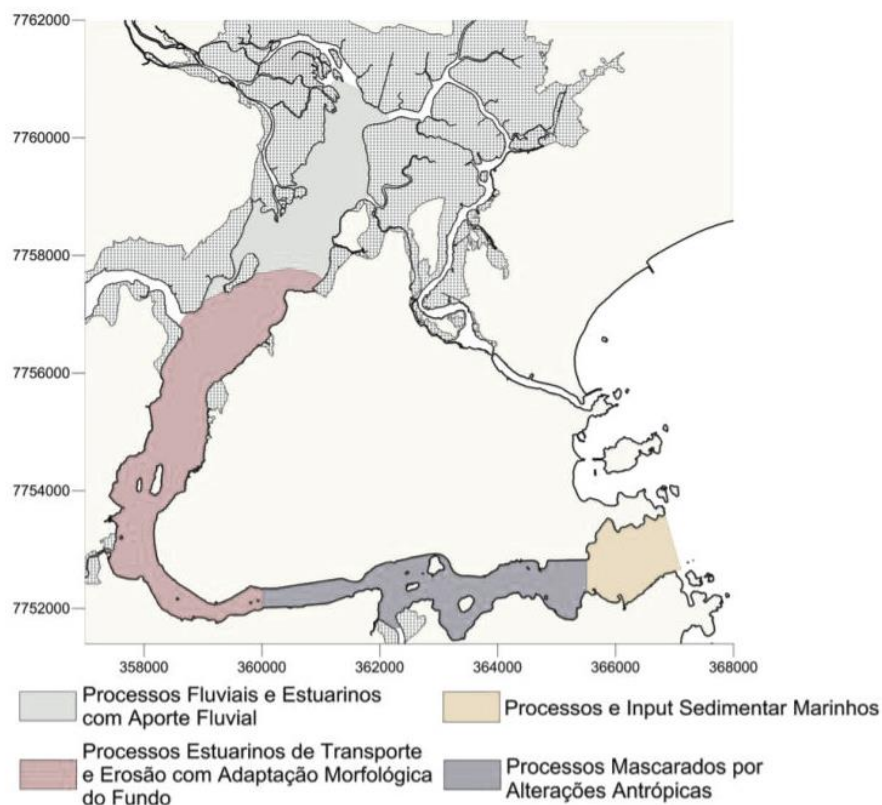 7762000
7760000
7758000
7756000
7754000
7752000
358000 360000 362000 364000 366000 368000
Processos Fluviais e Estuarinos
com Aporte Fluvial
Processos e Input Sedimentar Marinhos
Processos Estuarinos de Transporte
e Erosão com Adaptação Morfológica
do Fundo
Processos Mascarados por
Alterações Antrópicas